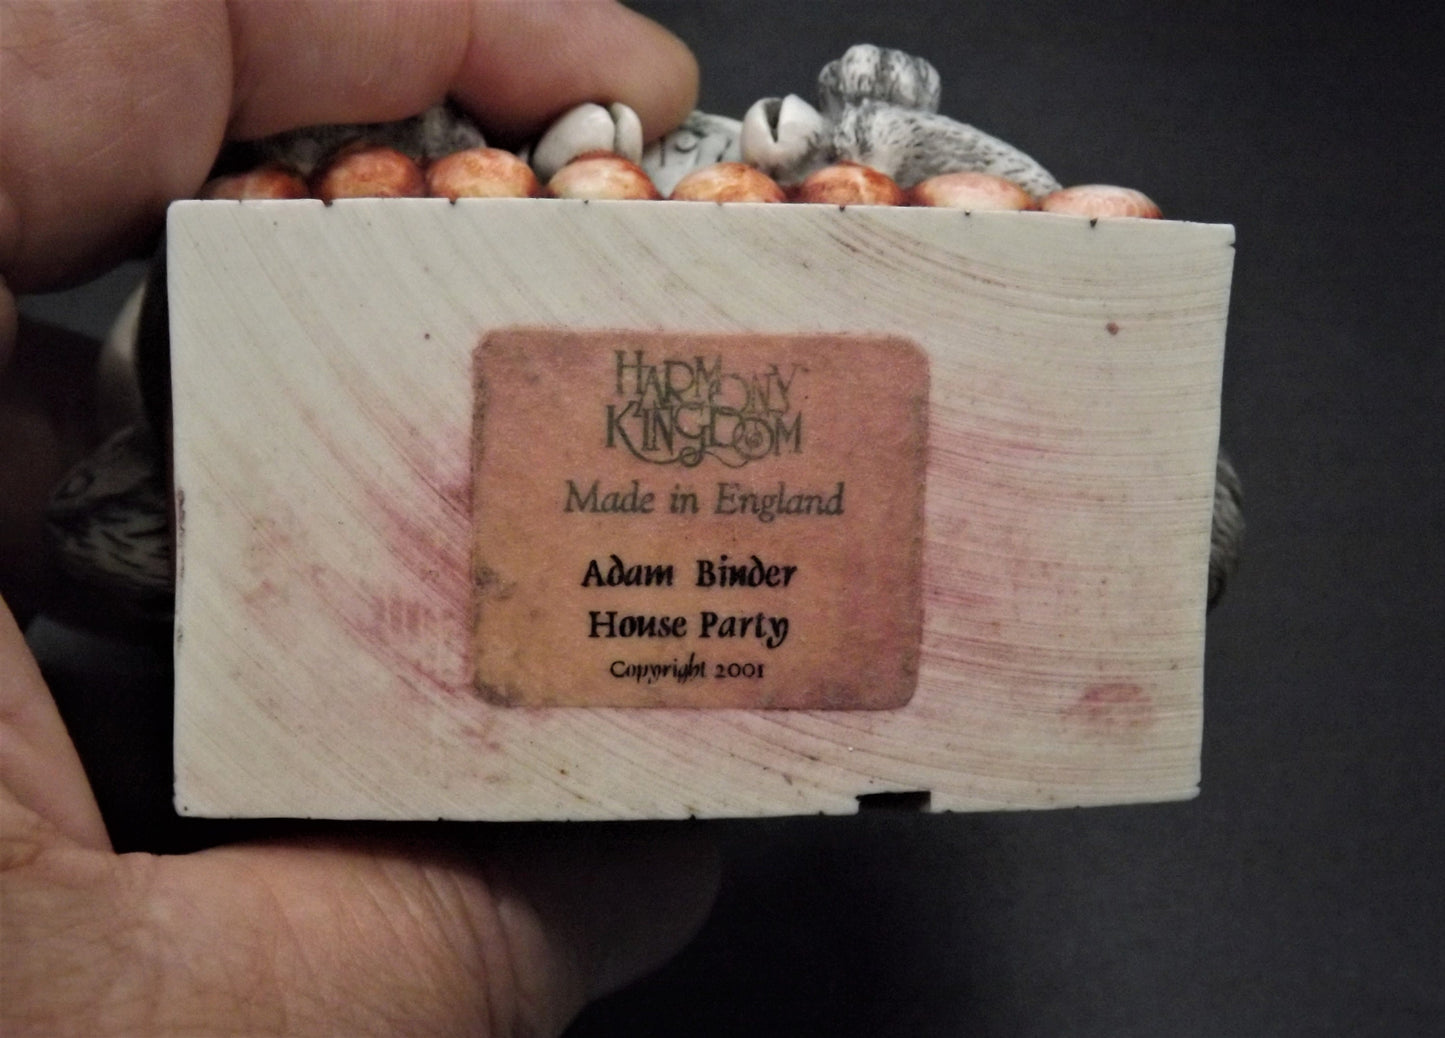 HARMONY
KINGDOM
Made in England
Adam Binder
House Party
Copyright 2001